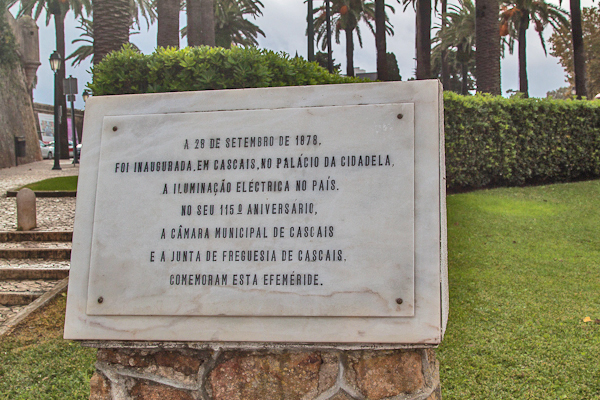 A 28 DE SETEMBRO DE 1878,
FOI INAUGURADA, EM CASCAIS, NO PALÁCIO DA CIDADELA,
A ILUMINAÇÃO ELÉCTRICA NO PAÍS.
NO SEU 115º ANIVERSÁRIO,
A CÂMARA MUNICIPAL DE CASCAIS
E A JUNTA DE FREGUESIA DE CASCAIS,
COMEMORAM ESTA EFEMÉRIDE.